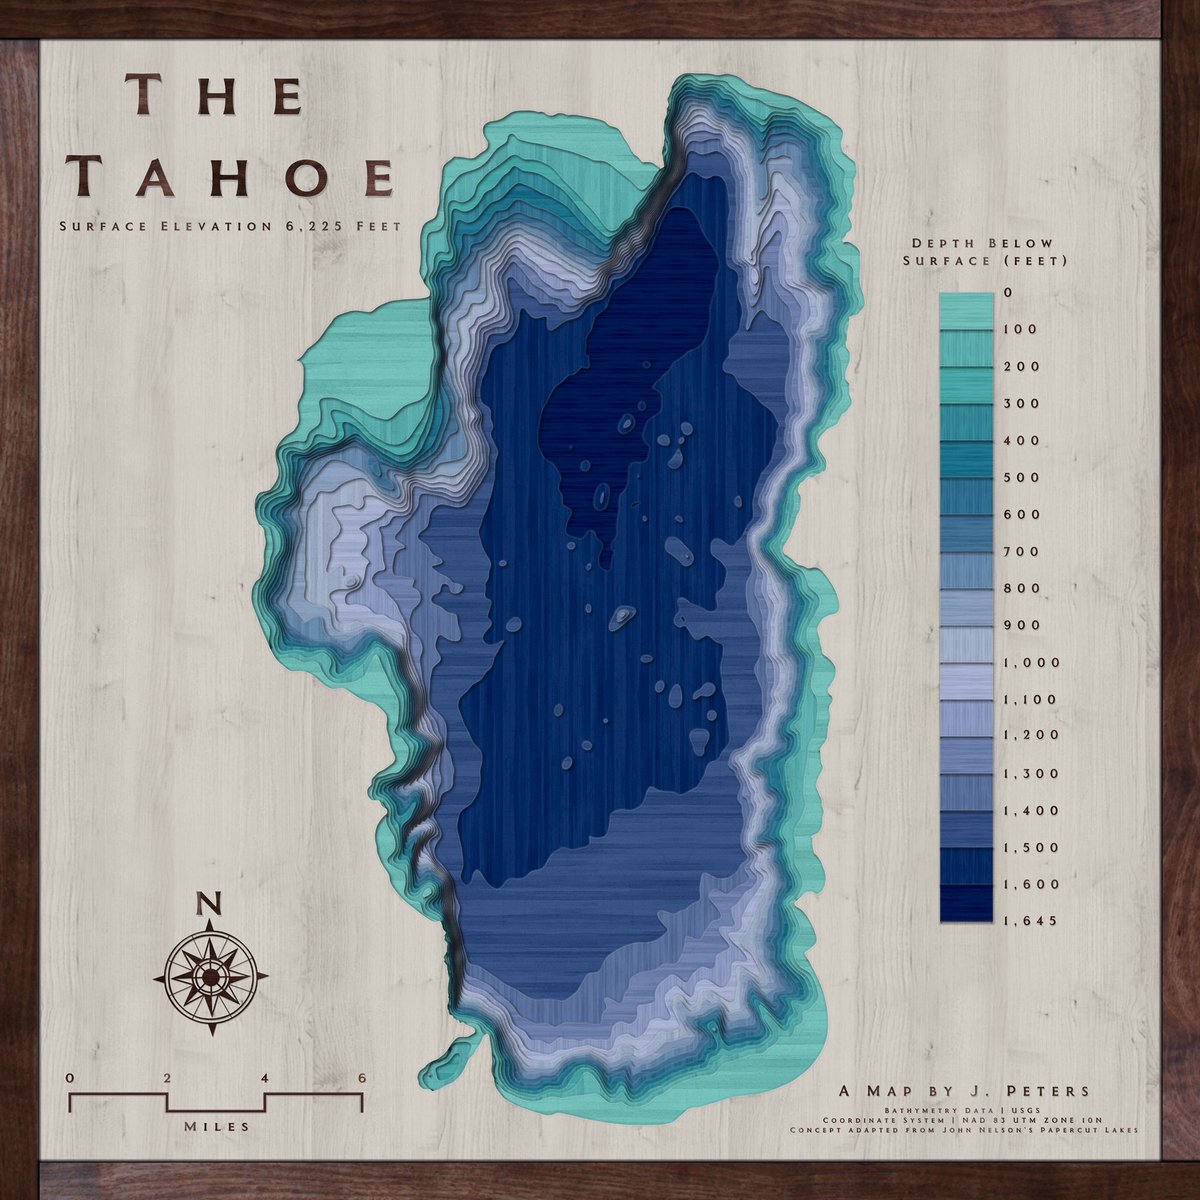 THE
TAHOE
SURFACE ELEVATION 6,225 FEET
DEPTH BELOW
SURFACE (FEET)
0
100
200
300
400
500
600
700
800
900
1,000
1,100
1,200
1,300
1,400
1,500
1,600
1,645
N
0 2 4 6
MILES
A MAP BY J. PETERS
BATHYMETRY DATA | USGS
COORDINATE SYSTEM | NAD 83 UTM ZONE 10N
CONCEPT ADAPTED FROM JOHN NELSON'S PAPERCUT LAKES